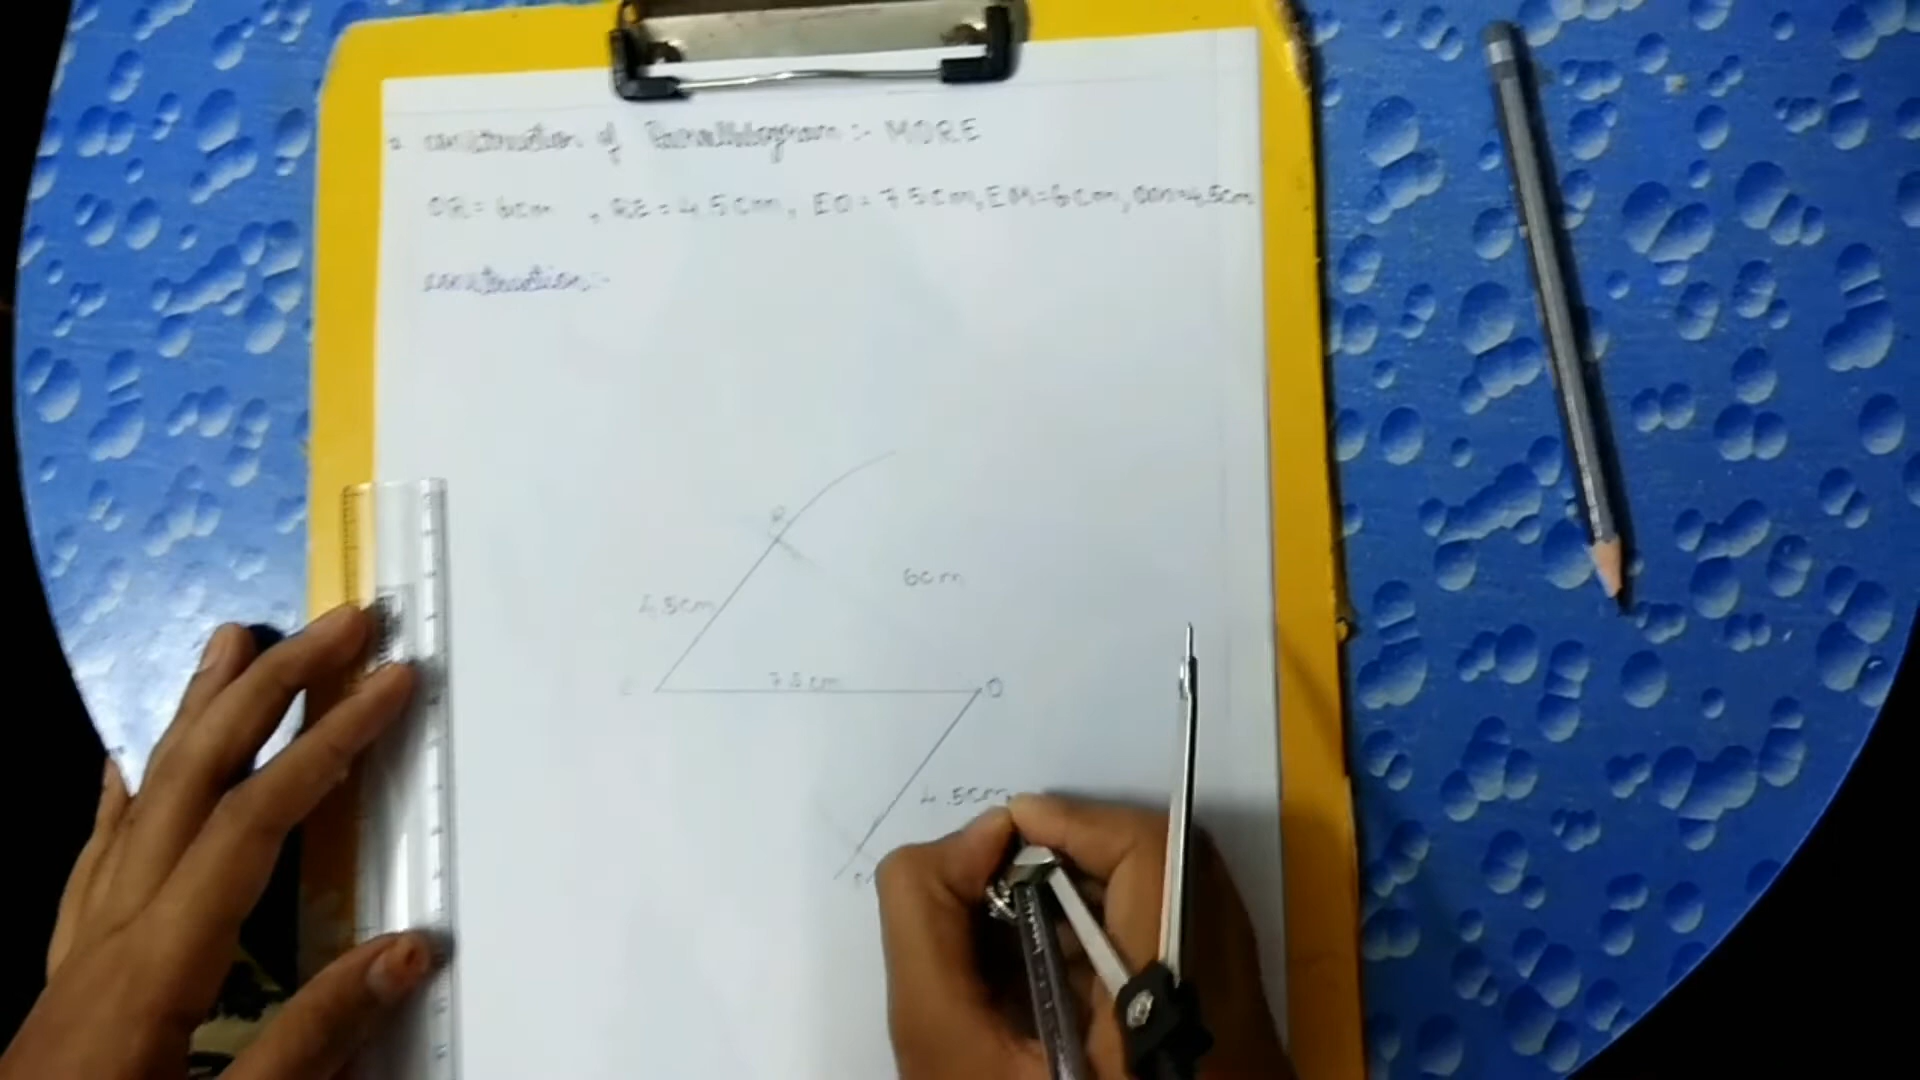 2. construction of Parallelogram :- MORE
OR = 6cm , RE = 4.5cm, EO = 7.5cm, EM = 6cm, OM = 4.5cm
construction:-
R
6cm
4.5cm
E 7.5cm O
4.5cm